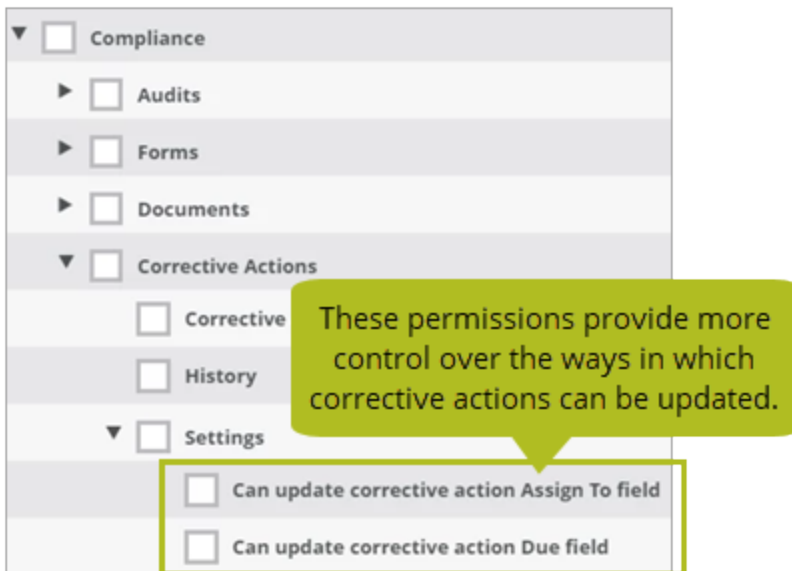 Compliance
Audits
Forms
Documents
Corrective Actions
Corrective
History
Settings
These permissions provide more
control over the ways in which
corrective actions can be updated.
Can update corrective action Assign To field
Can update corrective action Due field